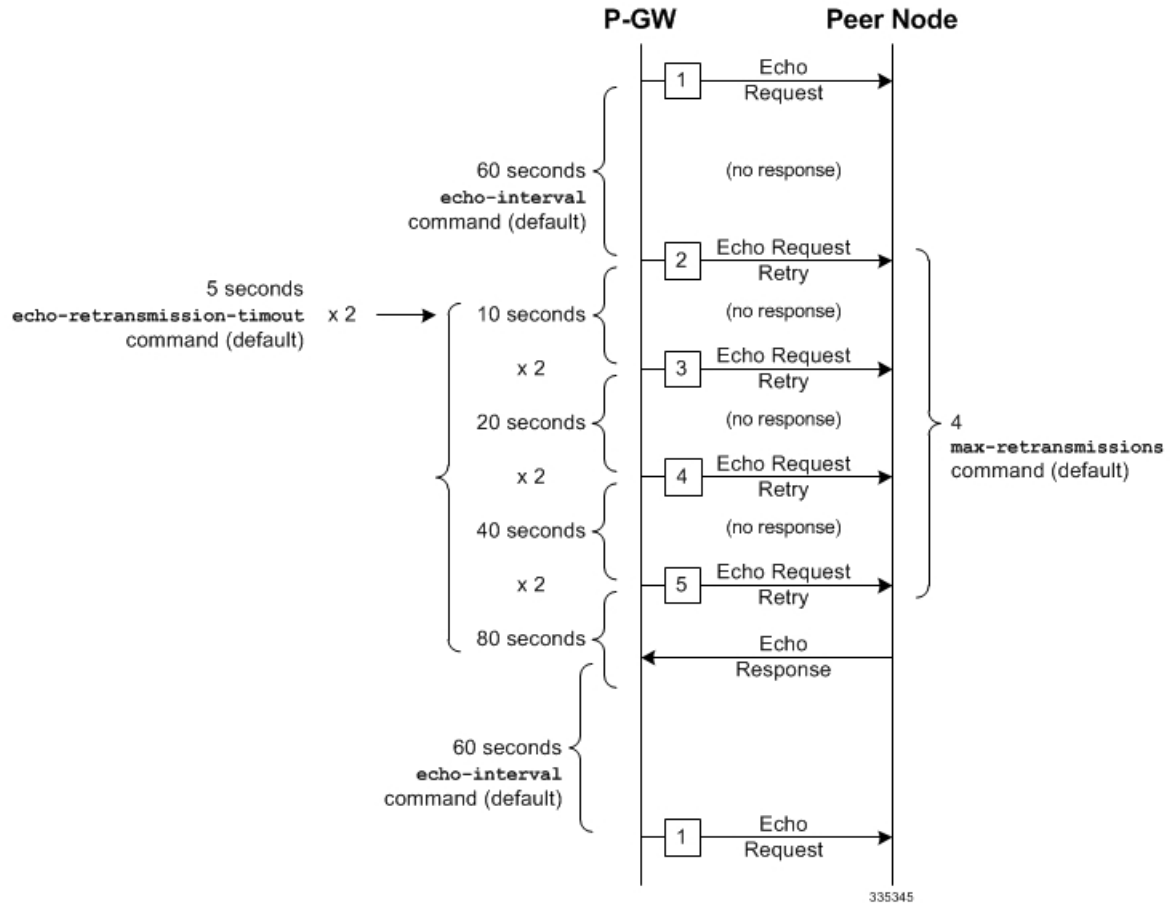 P-GW Peer Node
1 Echo
Request
60 seconds
echo-interval
command (default)
(no response)
2 Echo Request
Retry
5 seconds
echo-retransmission-timout
command (default)
x 2
10 seconds
(no response)
x 2
3 Echo Request
Retry
20 seconds
(no response)
4
max-retransmissions
command (default)
x 2
4 Echo Request
Retry
40 seconds
(no response)
x 2
5 Echo Request
Retry
80 seconds
Echo
Response
60 seconds
echo-interval
command (default)
1 Echo
Request
335345